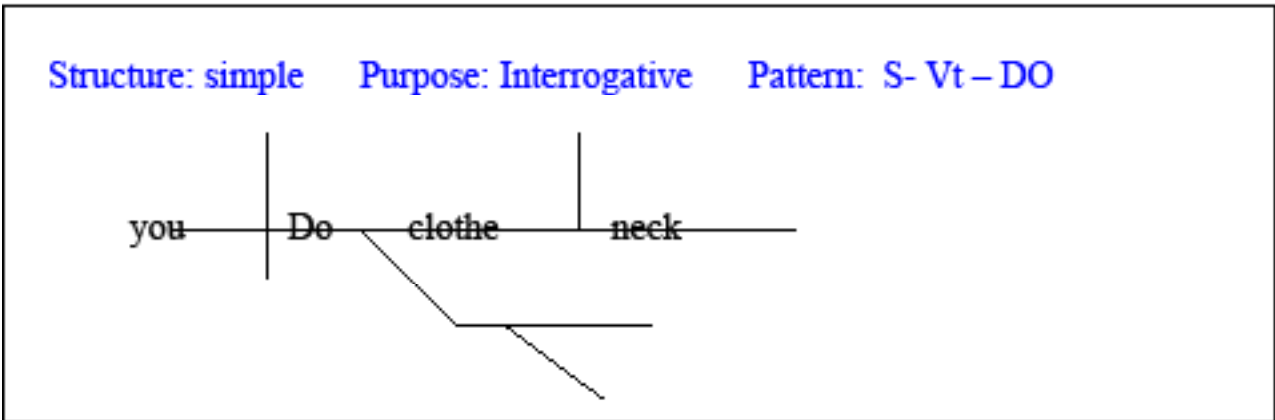 Structure: simple Purpose: Interrogative Pattern: S- Vt – DO
you Do clothe neck